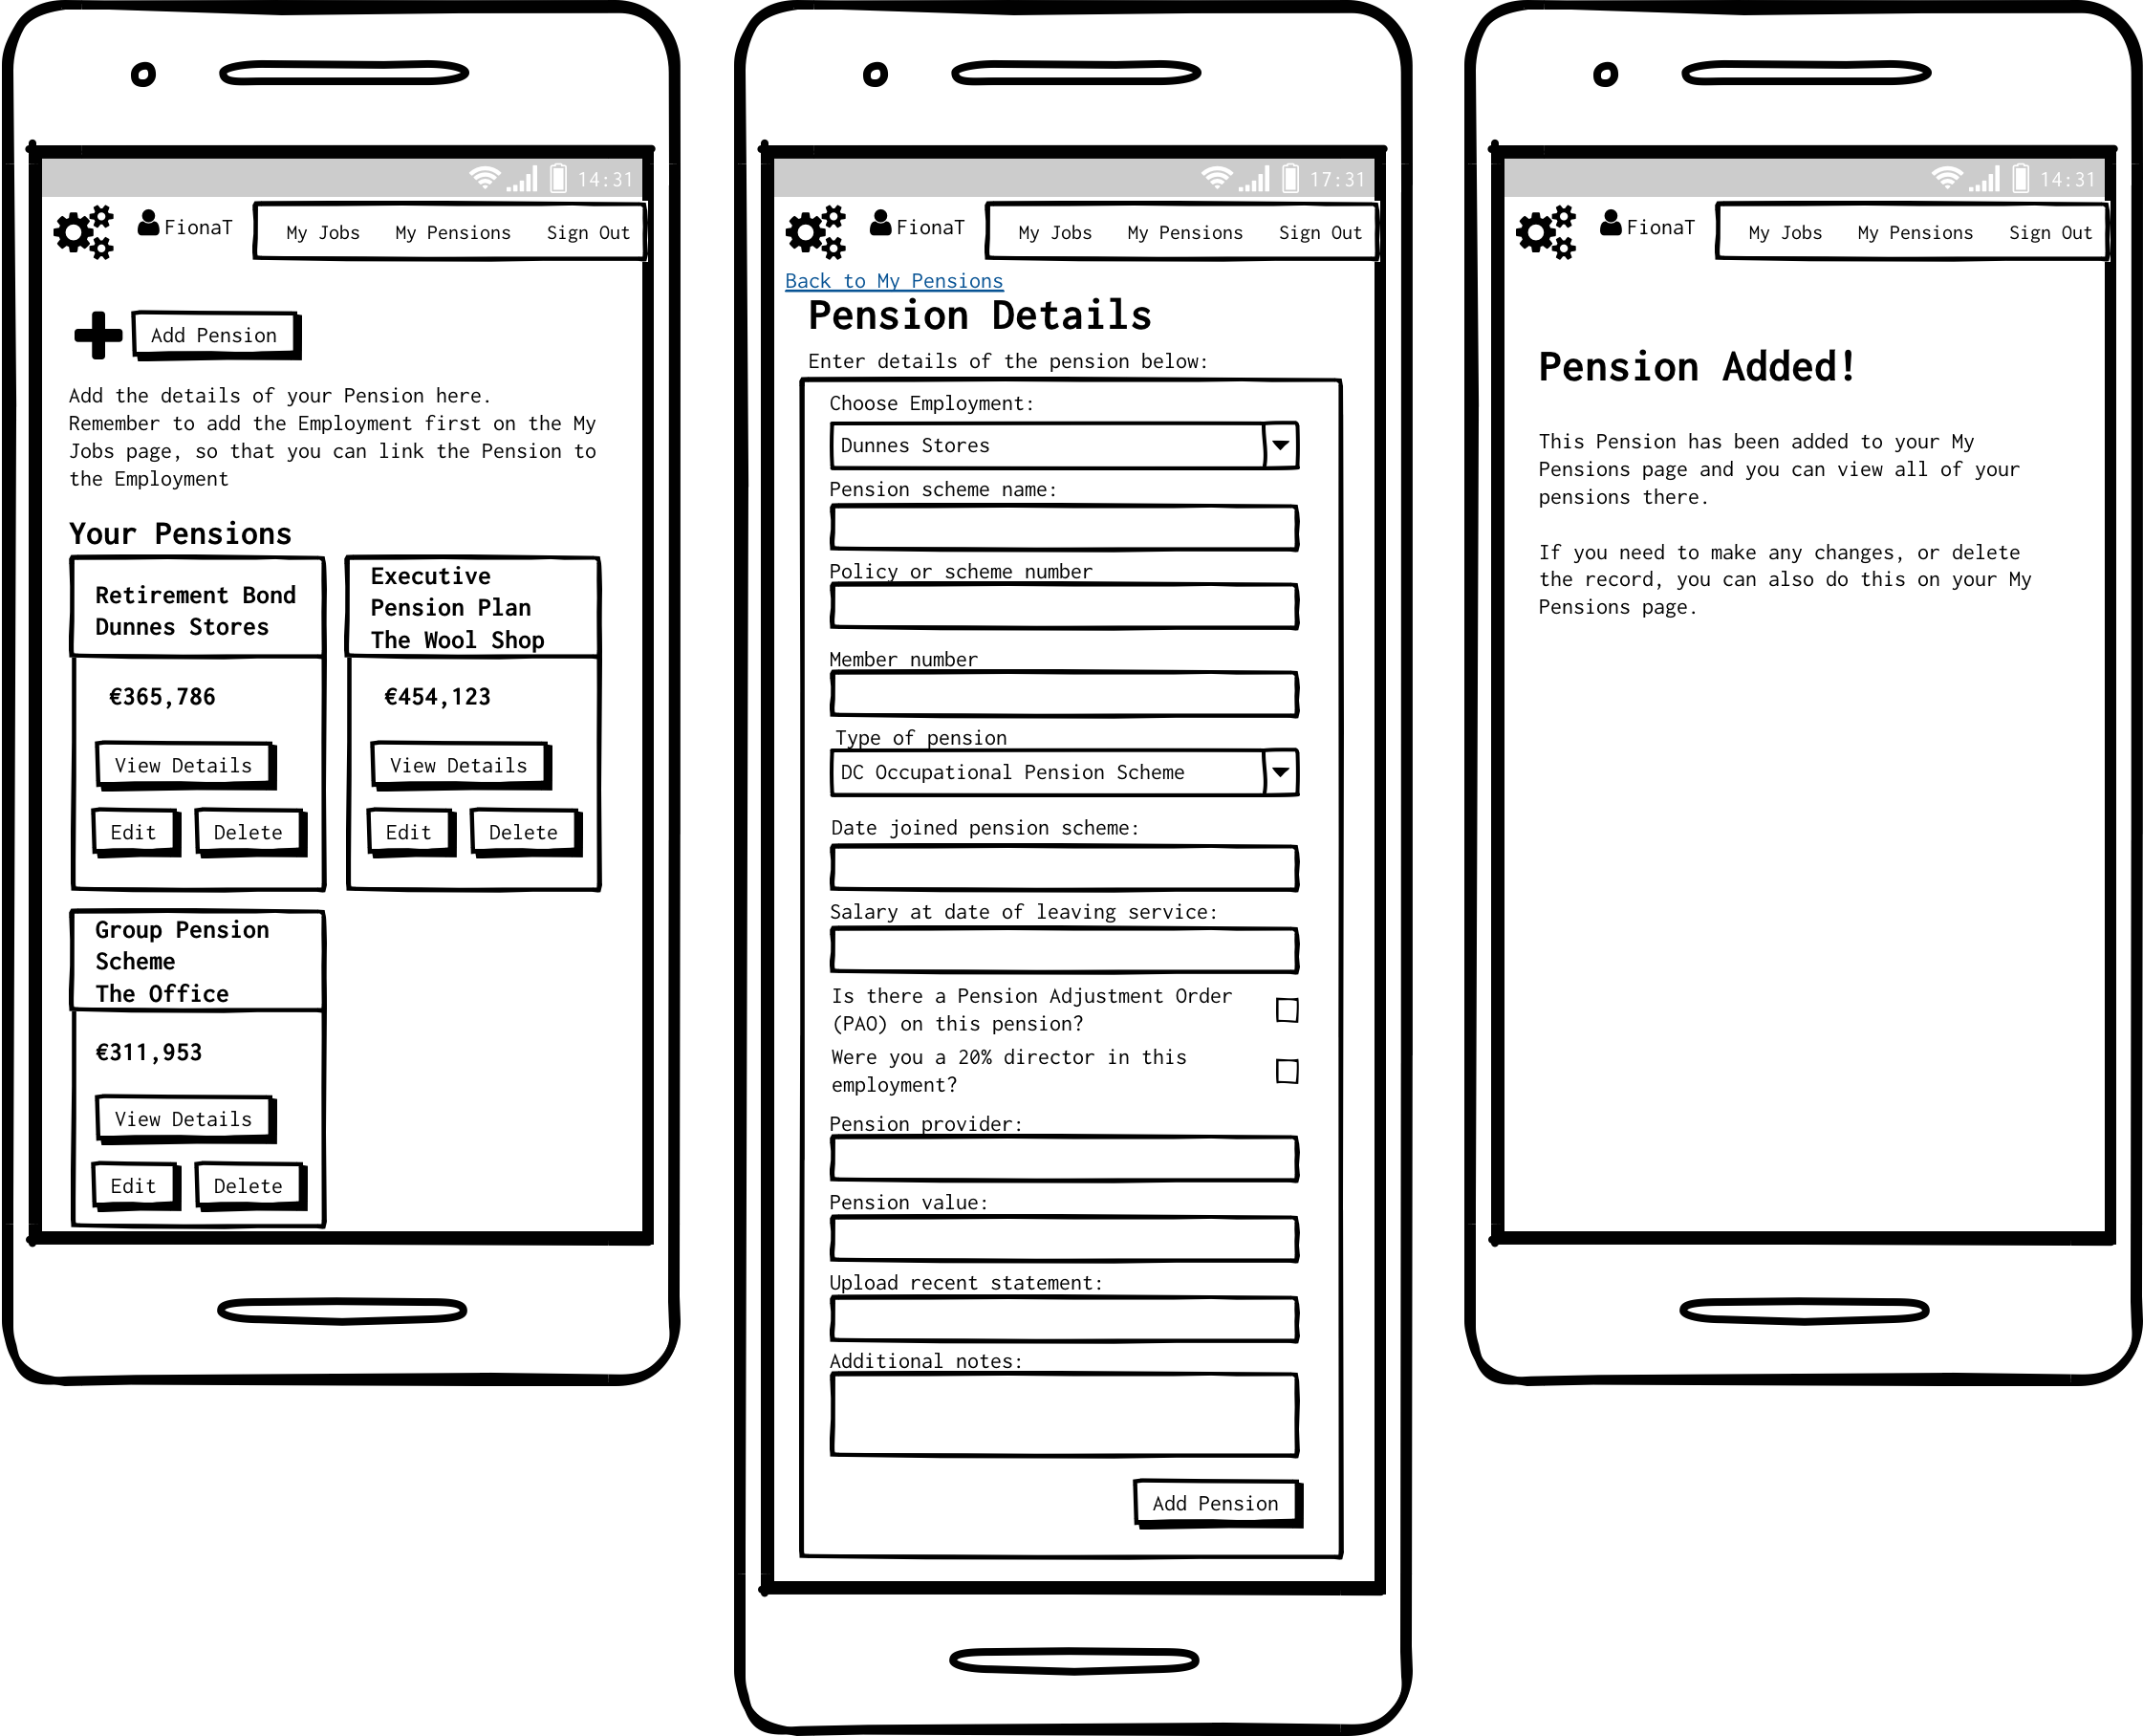 14:31
FionaT
My Jobs My Pensions Sign Out
Add Pension
Add the details of your Pension here.
Remember to add the Employment first on the My
Jobs page, so that you can link the Pension to
the Employment
Your Pensions
Retirement Bond
Dunnes Stores
€365,786
View Details
Edit Delete
Executive
Pension Plan
The Wool Shop
€454,123
View Details
Edit Delete
Group Pension
Scheme
The Office
€311,953
View Details
Edit Delete
17:31
FionaT
My Jobs My Pensions Sign Out
Back to My Pensions
Pension Details
Enter details of the pension below:
Choose Employment:
Dunnes Stores
Pension scheme name:
Policy or scheme number
Member number
Type of pension
DC Occupational Pension Scheme
Date joined pension scheme:
Salary at date of leaving service:
Is there a Pension Adjustment Order
(PAO) on this pension?
Were you a 20% director in this
employment?
Pension provider:
Pension value:
Upload recent statement:
Additional notes:
Add Pension
14:31
FionaT
My Jobs My Pensions Sign Out
Pension Added!
This Pension has been added to your My
Pensions page and you can view all of your
pensions there.
If you need to make any changes, or delete
the record, you can also do this on your My
Pensions page.